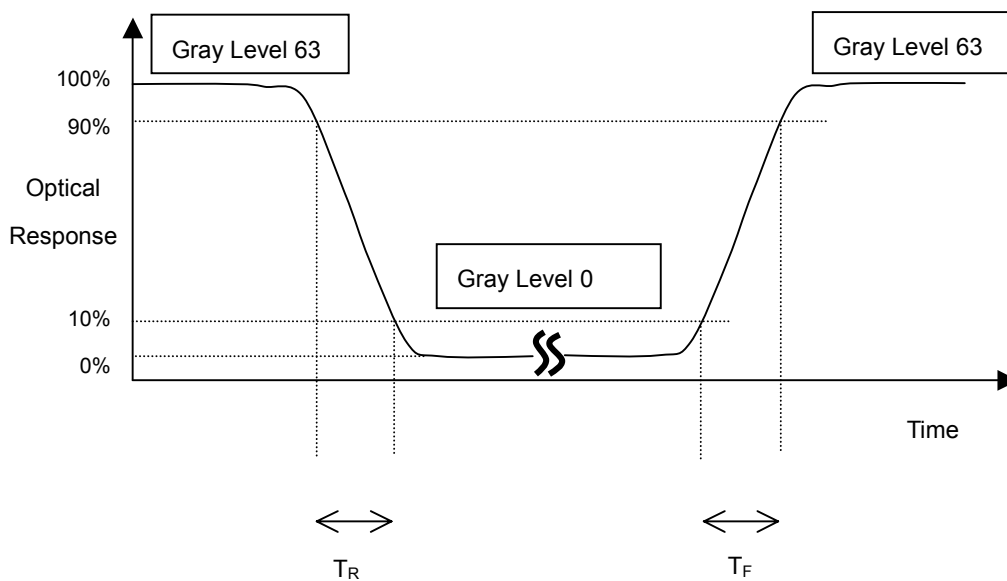 Gray Level 63
Gray Level 63
100%
90%
Optical
Response
Gray Level 0
10%
0%
Time
TR
TF